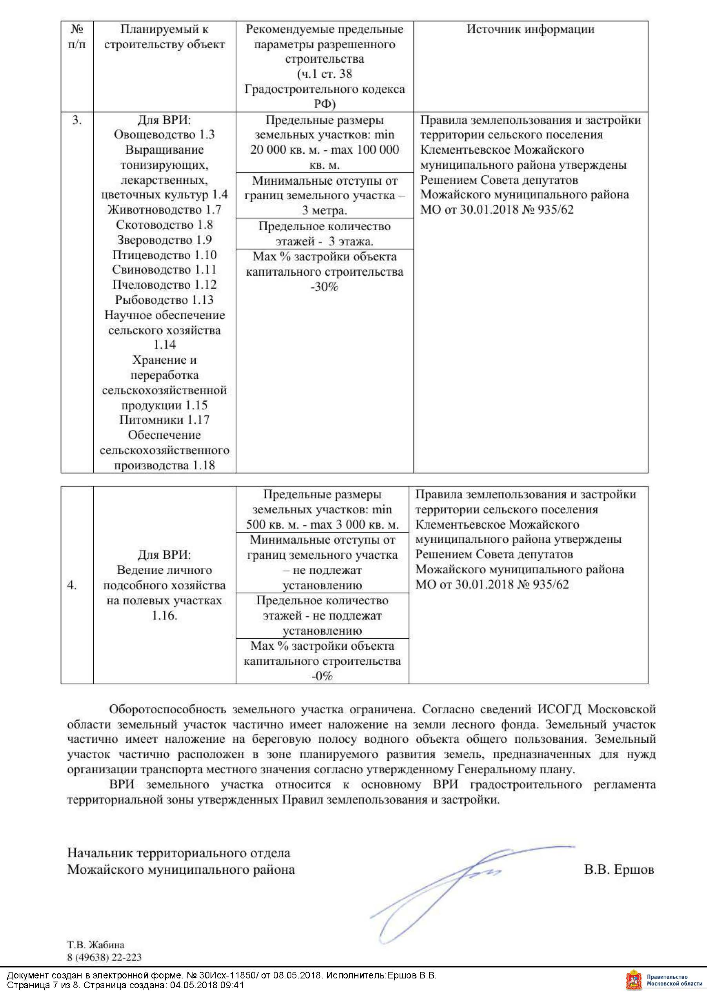 №
п/п
Планируемый к
строительству объект
Рекомендуемые предельные
параметры разрешенного
строительства
(ч.1 ст. 38
Градостроительного кодекса
РФ)
Источник информации
3.
Для ВРИ:
Овощеводство 1.3
Выращивание
тонизирующих,
лекарственных,
цветочных культур 1.4
Животноводство 1.7
Скотоводство 1.8
Звероводство 1.9
Птицеводство 1.10
Свиноводство 1.11
Пчеловодство 1.12
Рыбоводство 1.13
Научное обеспечение
сельского хозяйства
1.14
Хранение и
переработка
сельскохозяйственной
продукции 1.15
Питомники 1.17
Обеспечение
сельскохозяйственного
производства 1.18
Предельные размеры
земельных участков: min
20 000 кв. м. - max 100 000
кв. м.
Минимальные отступы от
границ земельного участка –
3 метра.
Предельное количество
этажей - 3 этажа.
Max % застройки объекта
капитального строительства
-30%
Правила землепользования и застройки
территории сельского поселения
Клементьевское Можайского
муниципального района утверждены
Решением Совета депутатов
Можайского муниципального района
МО от 30.01.2018 № 935/62
4.
Для ВРИ:
Ведение личного
подсобного хозяйства
на полевых участках
1.16.
Предельные размеры
земельных участков: min
500 кв. м. - max 3 000 кв. м.
Минимальные отступы от
границ земельного участка
– не подлежат
установлению
Предельное количество
этажей - не подлежат
установлению
Max % застройки объекта
капитального строительства
-0%
Правила землепользования и застройки
территории сельского поселения
Клементьевское Можайского
муниципального района утверждены
Решением Совета депутатов
Можайского муниципального района
МО от 30.01.2018 № 935/62
Оборотоспособность земельного участка ограничена. Согласно сведений ИСОГД Московской
области земельный участок частично имеет наложение на земли лесного фонда. Земельный участок
частично имеет наложение на береговую полосу водного объекта общего пользования. Земельный
участок частично расположен в зоне планируемого развития земель, предназначенных для нужд
организации транспорта местного значения согласно утвержденному Генеральному плану.
ВРИ земельного участка относится к основному ВРИ градостроительного регламента
территориальной зоны утвержденных Правил землепользования и застройки.
Начальник территориального отдела
Можайского муниципального района
В.В. Ершов
Т.В. Жабина
8 (49638) 22-223
Документ создан в электронной форме. № 30Исх-11850/ от 08.05.2018. Исполнитель:Ершов В.В.
Страница 7 из 8. Страница создана: 04.05.2018 09:41
Правительство
Московской области